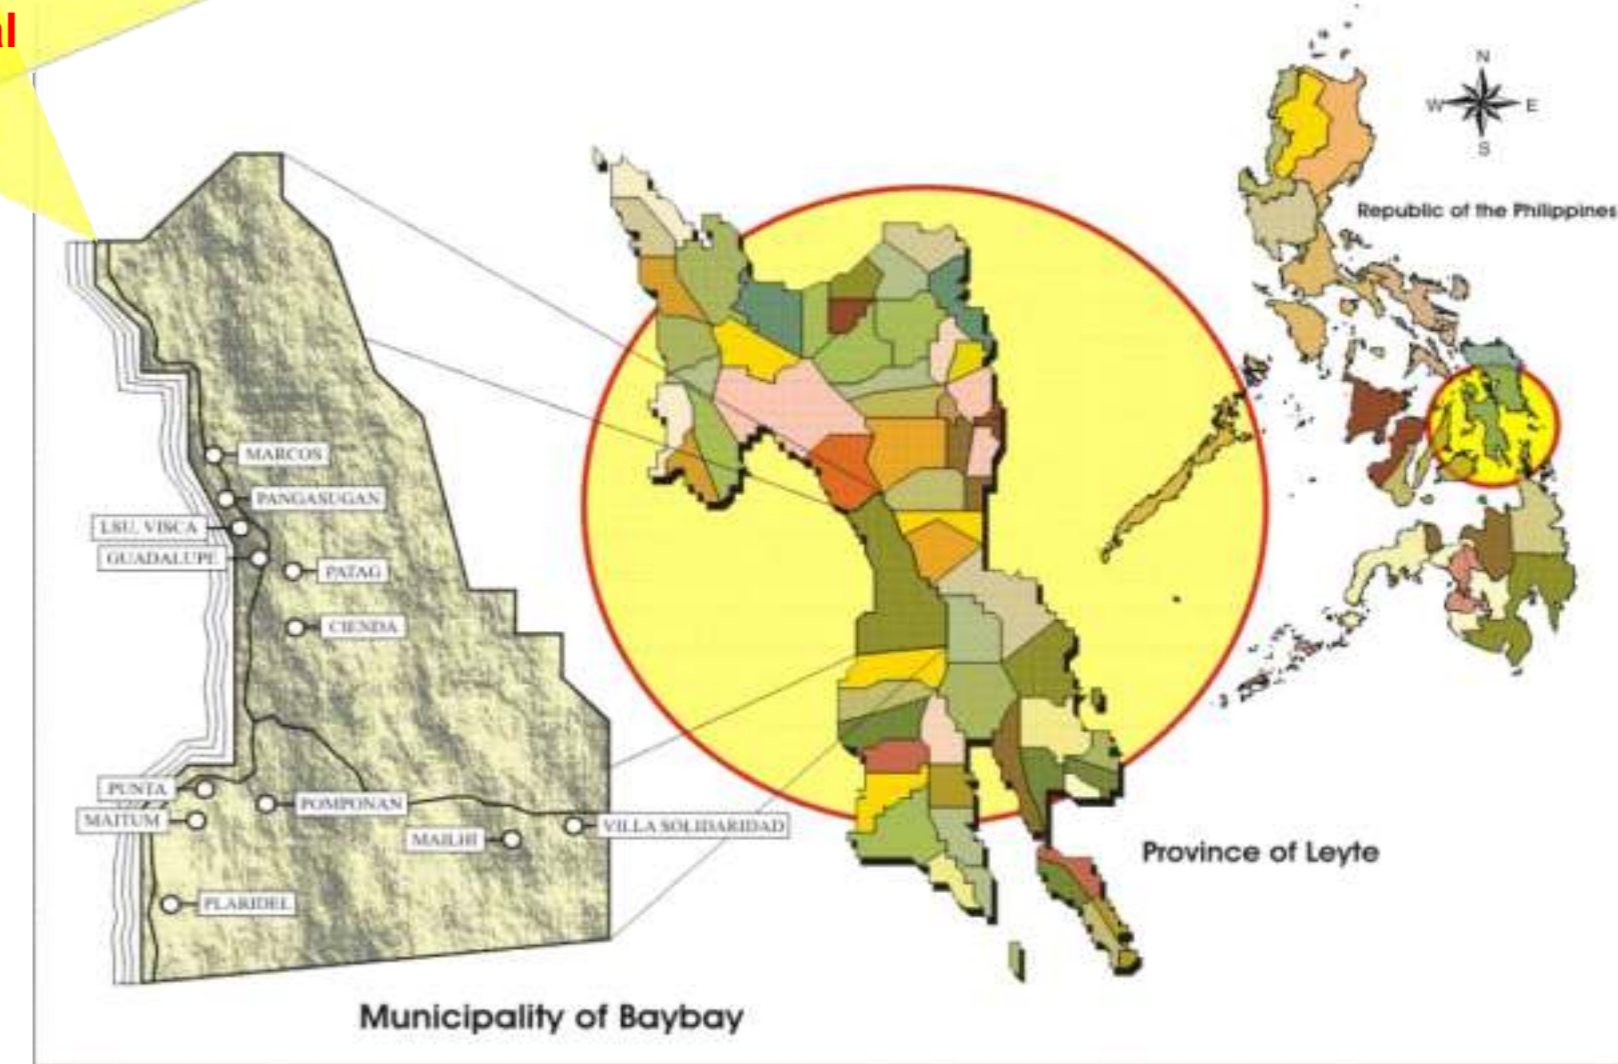 al
N
W E
S
Republic of the Philippines
MARCOS
PANGASUGAN
LSU, VISCA
GUADALUPE
PATAG
CIENDA
PUNTA
POMPONAN
MAITUM
VILLA SOLIDARIDAD
MAILHI
Province of Leyte
PLARIDEL
Municipality of Baybay